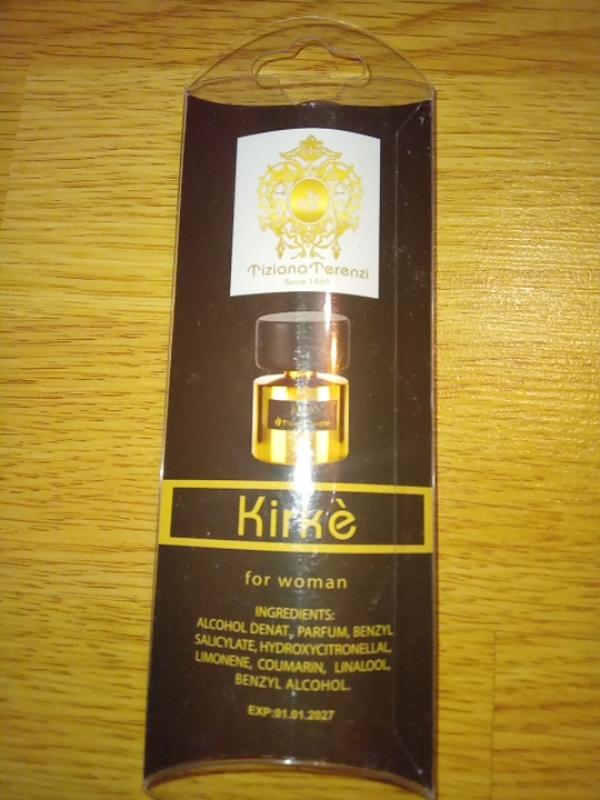 Tiziana Terenzi
Since 1968
Kirkè
for woman
INGREDIENTS:
ALCOHOL DENAT, PARFUM, BENZYL
SALICYLATE, HYDROXYCITRONELLAL,
LIMONENE, COUMARIN, LINALOOL,
BENZYL ALCOHOL.
EXP:01.01.2027